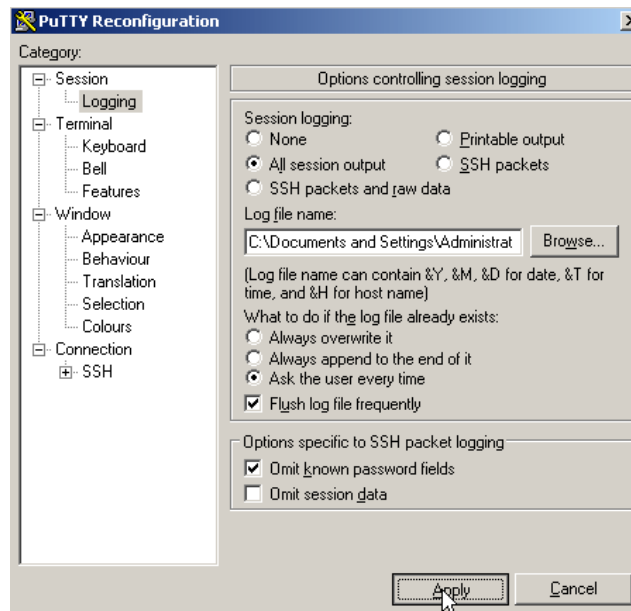 PuTTY Reconfiguration
Category:
Session
Logging
Terminal
Keyboard
Bell
Features
Window
Appearance
Behaviour
Translation
Selection
Colours
Connection
SSH
Options controlling session logging
Session logging:
None
Printable output
All session output
SSH packets
SSH packets and raw data
Log file name:
C:\Documents and Settings\Administrat
Browse...
(Log file name can contain &Y, &M, &D for date, &T for
time, and &H for host name)
What to do if the log file already exists:
Always overwrite it
Always append to the end of it
Ask the user every time
Flush log file frequently
Options specific to SSH packet logging
Omit known password fields
Omit session data
Apply
Cancel